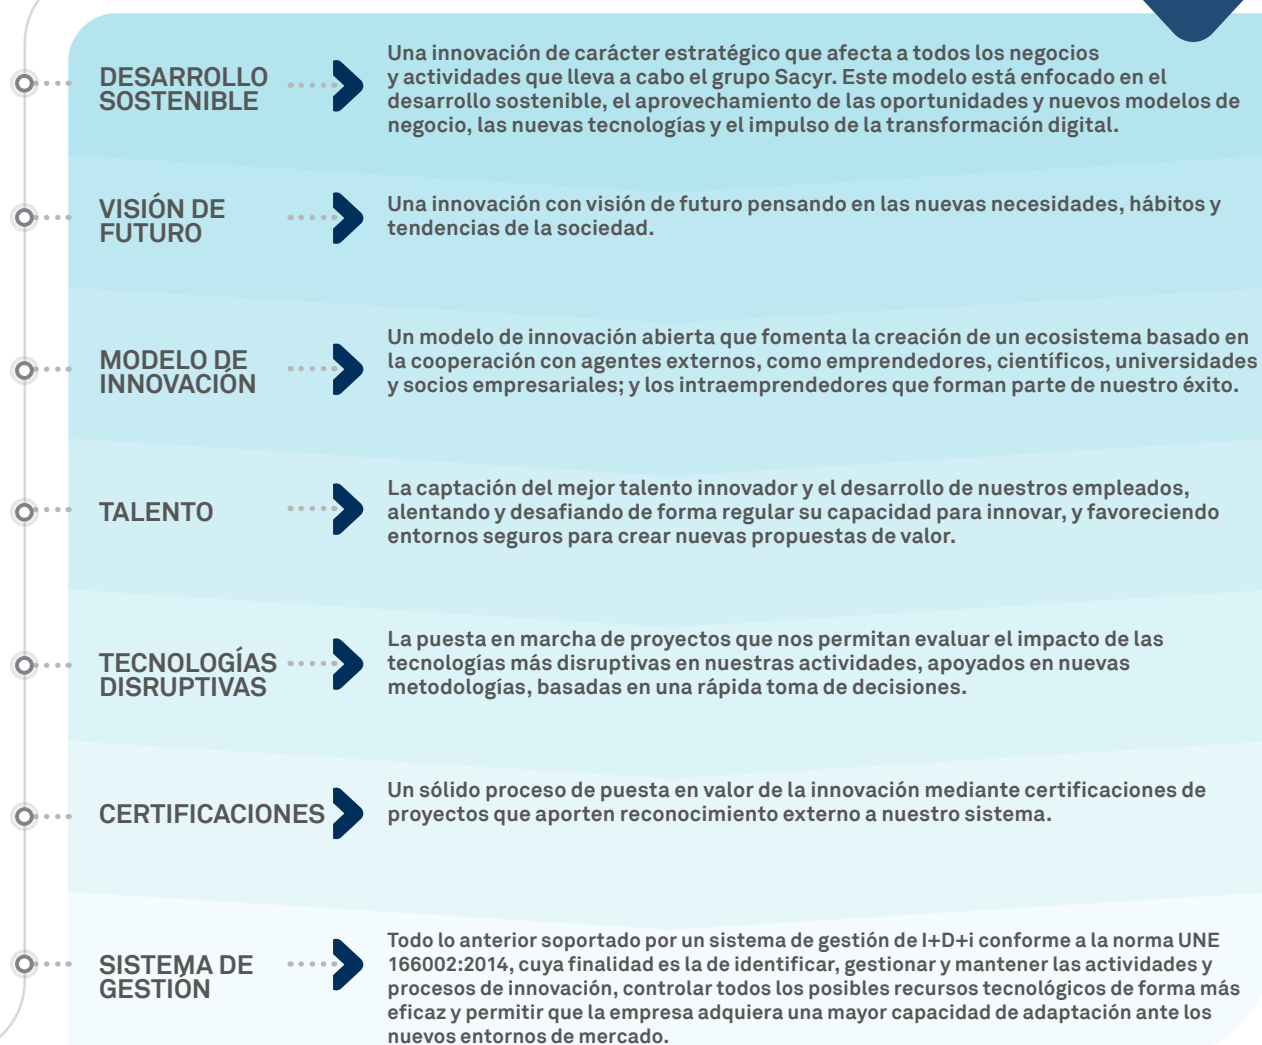 DESARROLLO
SOSTENIBLE
Una innovación de carácter estratégico que afecta a todos los negocios
y actividades que lleva a cabo el grupo Sacyr. Este modelo está enfocado en el
desarrollo sostenible, el aprovechamiento de las oportunidades y nuevos modelos de
negocio, las nuevas tecnologías y el impulso de la transformación digital.
VISIÓN DE
FUTURO
Una innovación con visión de futuro pensando en las nuevas necesidades, hábitos y
tendencias de la sociedad.
MODELO DE
INNOVACIÓN
Un modelo de innovación abierta que fomenta la creación de un ecosistema basado en
la cooperación con agentes externos, como emprendedores, científicos, universidades
y socios empresariales; y los intraemprendedores que forman parte de nuestro éxito.
TALENTO
La captación del mejor talento innovador y el desarrollo de nuestros empleados,
alentando y desafiando de forma regular su capacidad para innovar, y favoreciendo
entornos seguros para crear nuevas propuestas de valor.
TECNOLOGÍAS
DISRUPTIVAS
La puesta en marcha de proyectos que nos permitan evaluar el impacto de las
tecnologías más disruptivas en nuestras actividades, apoyados en nuevas
metodologías, basadas en una rápida toma de decisiones.
CERTIFICACIONES
Un sólido proceso de puesta en valor de la innovación mediante certificaciones de
proyectos que aporten reconocimiento externo a nuestro sistema.
SISTEMA DE
GESTIÓN
Todo lo anterior soportado por un sistema de gestión de I+D+i conforme a la norma UNE
166002:2014, cuya finalidad es la de identificar, gestionar y mantener las actividades y
procesos de innovación, controlar todos los posibles recursos tecnológicos de forma más
eficaz y permitir que la empresa adquiera una mayor capacidad de adaptación ante los
nuevos entornos de mercado.